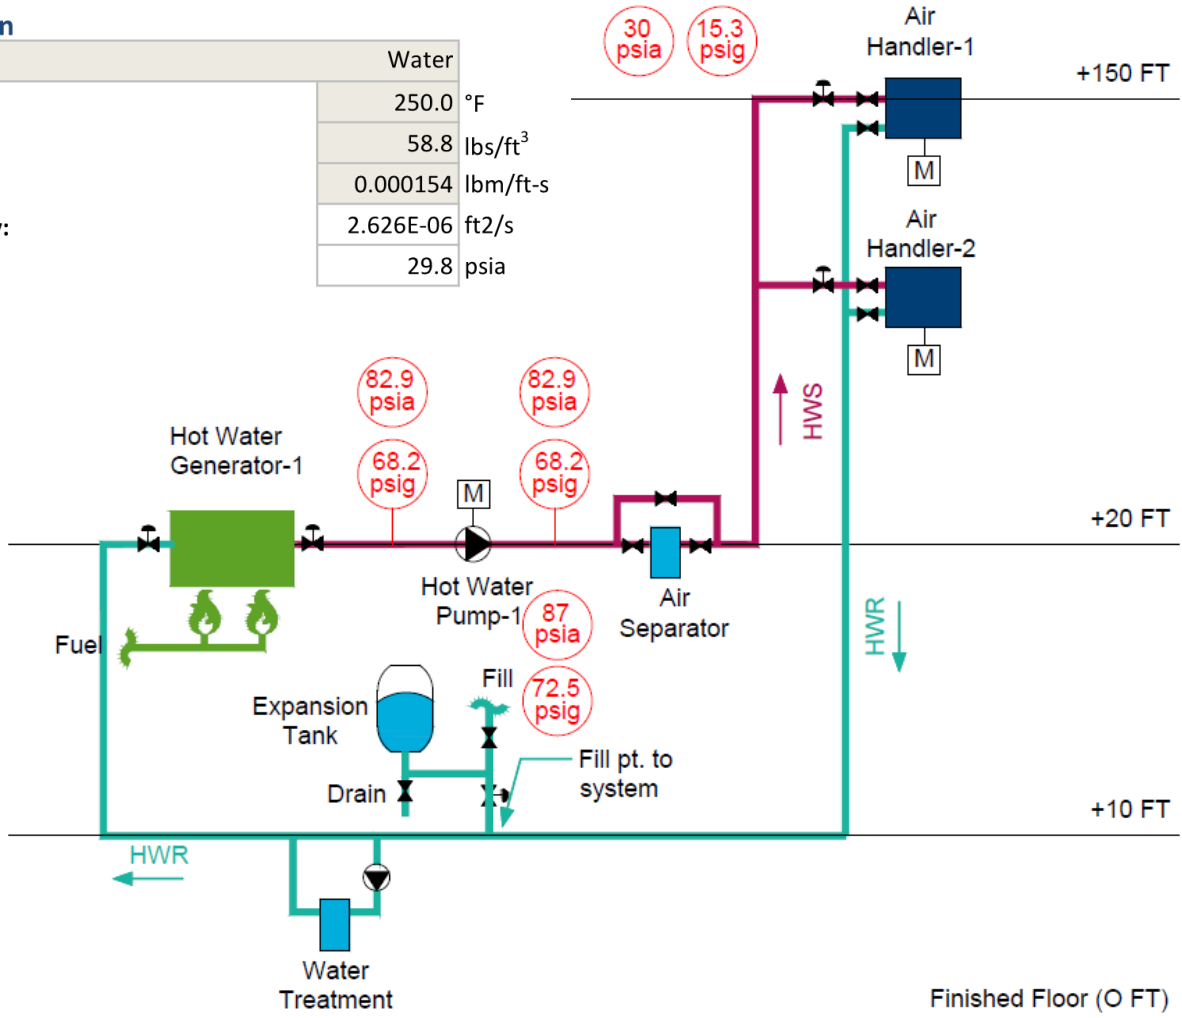 n
Water
250.0 °F
58.8 lbs/ft³
0.000154 lbm/ft-s
y:
2.626E-06 ft2/s
29.8 psia
30
psia
15.3
psig
Air
Handler-1
+150 FT
M
Air
Handler-2
M
HWS
82.9
psia
82.9
psia
68.2
psig
68.2
psig
Hot Water
Generator-1
M
+20 FT
Hot Water
Pump-1
Air
Separator
87
psia
72.5
psig
Fuel
HWR
Expansion
Tank
Fill
Fill pt. to
system
Drain
+10 FT
HWR
Water
Treatment
Finished Floor (O FT)